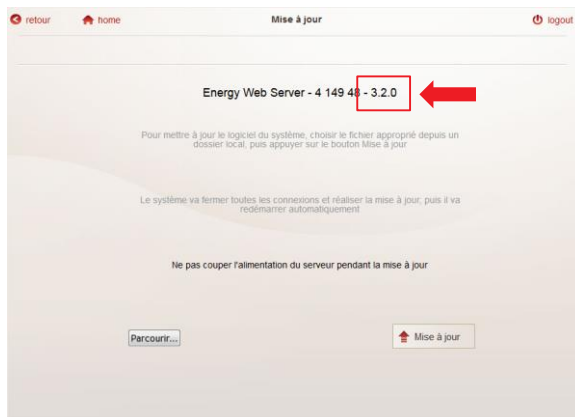 retour home Mise à jour logout
Energy Web Server - 4 149 48 - 3.2.0
Pour mettre à jour le logiciel du système, choisir le fichier approprié depuis un
dossier local, puis appuyer sur le bouton Mise à jour
Le système va fermer toutes les connexions et réaliser la mise à jour, puis il va
redémarrer automatiquement
Ne pas couper l'alimentation du serveur pendant la mise à jour
Parcourir... Mise à jour